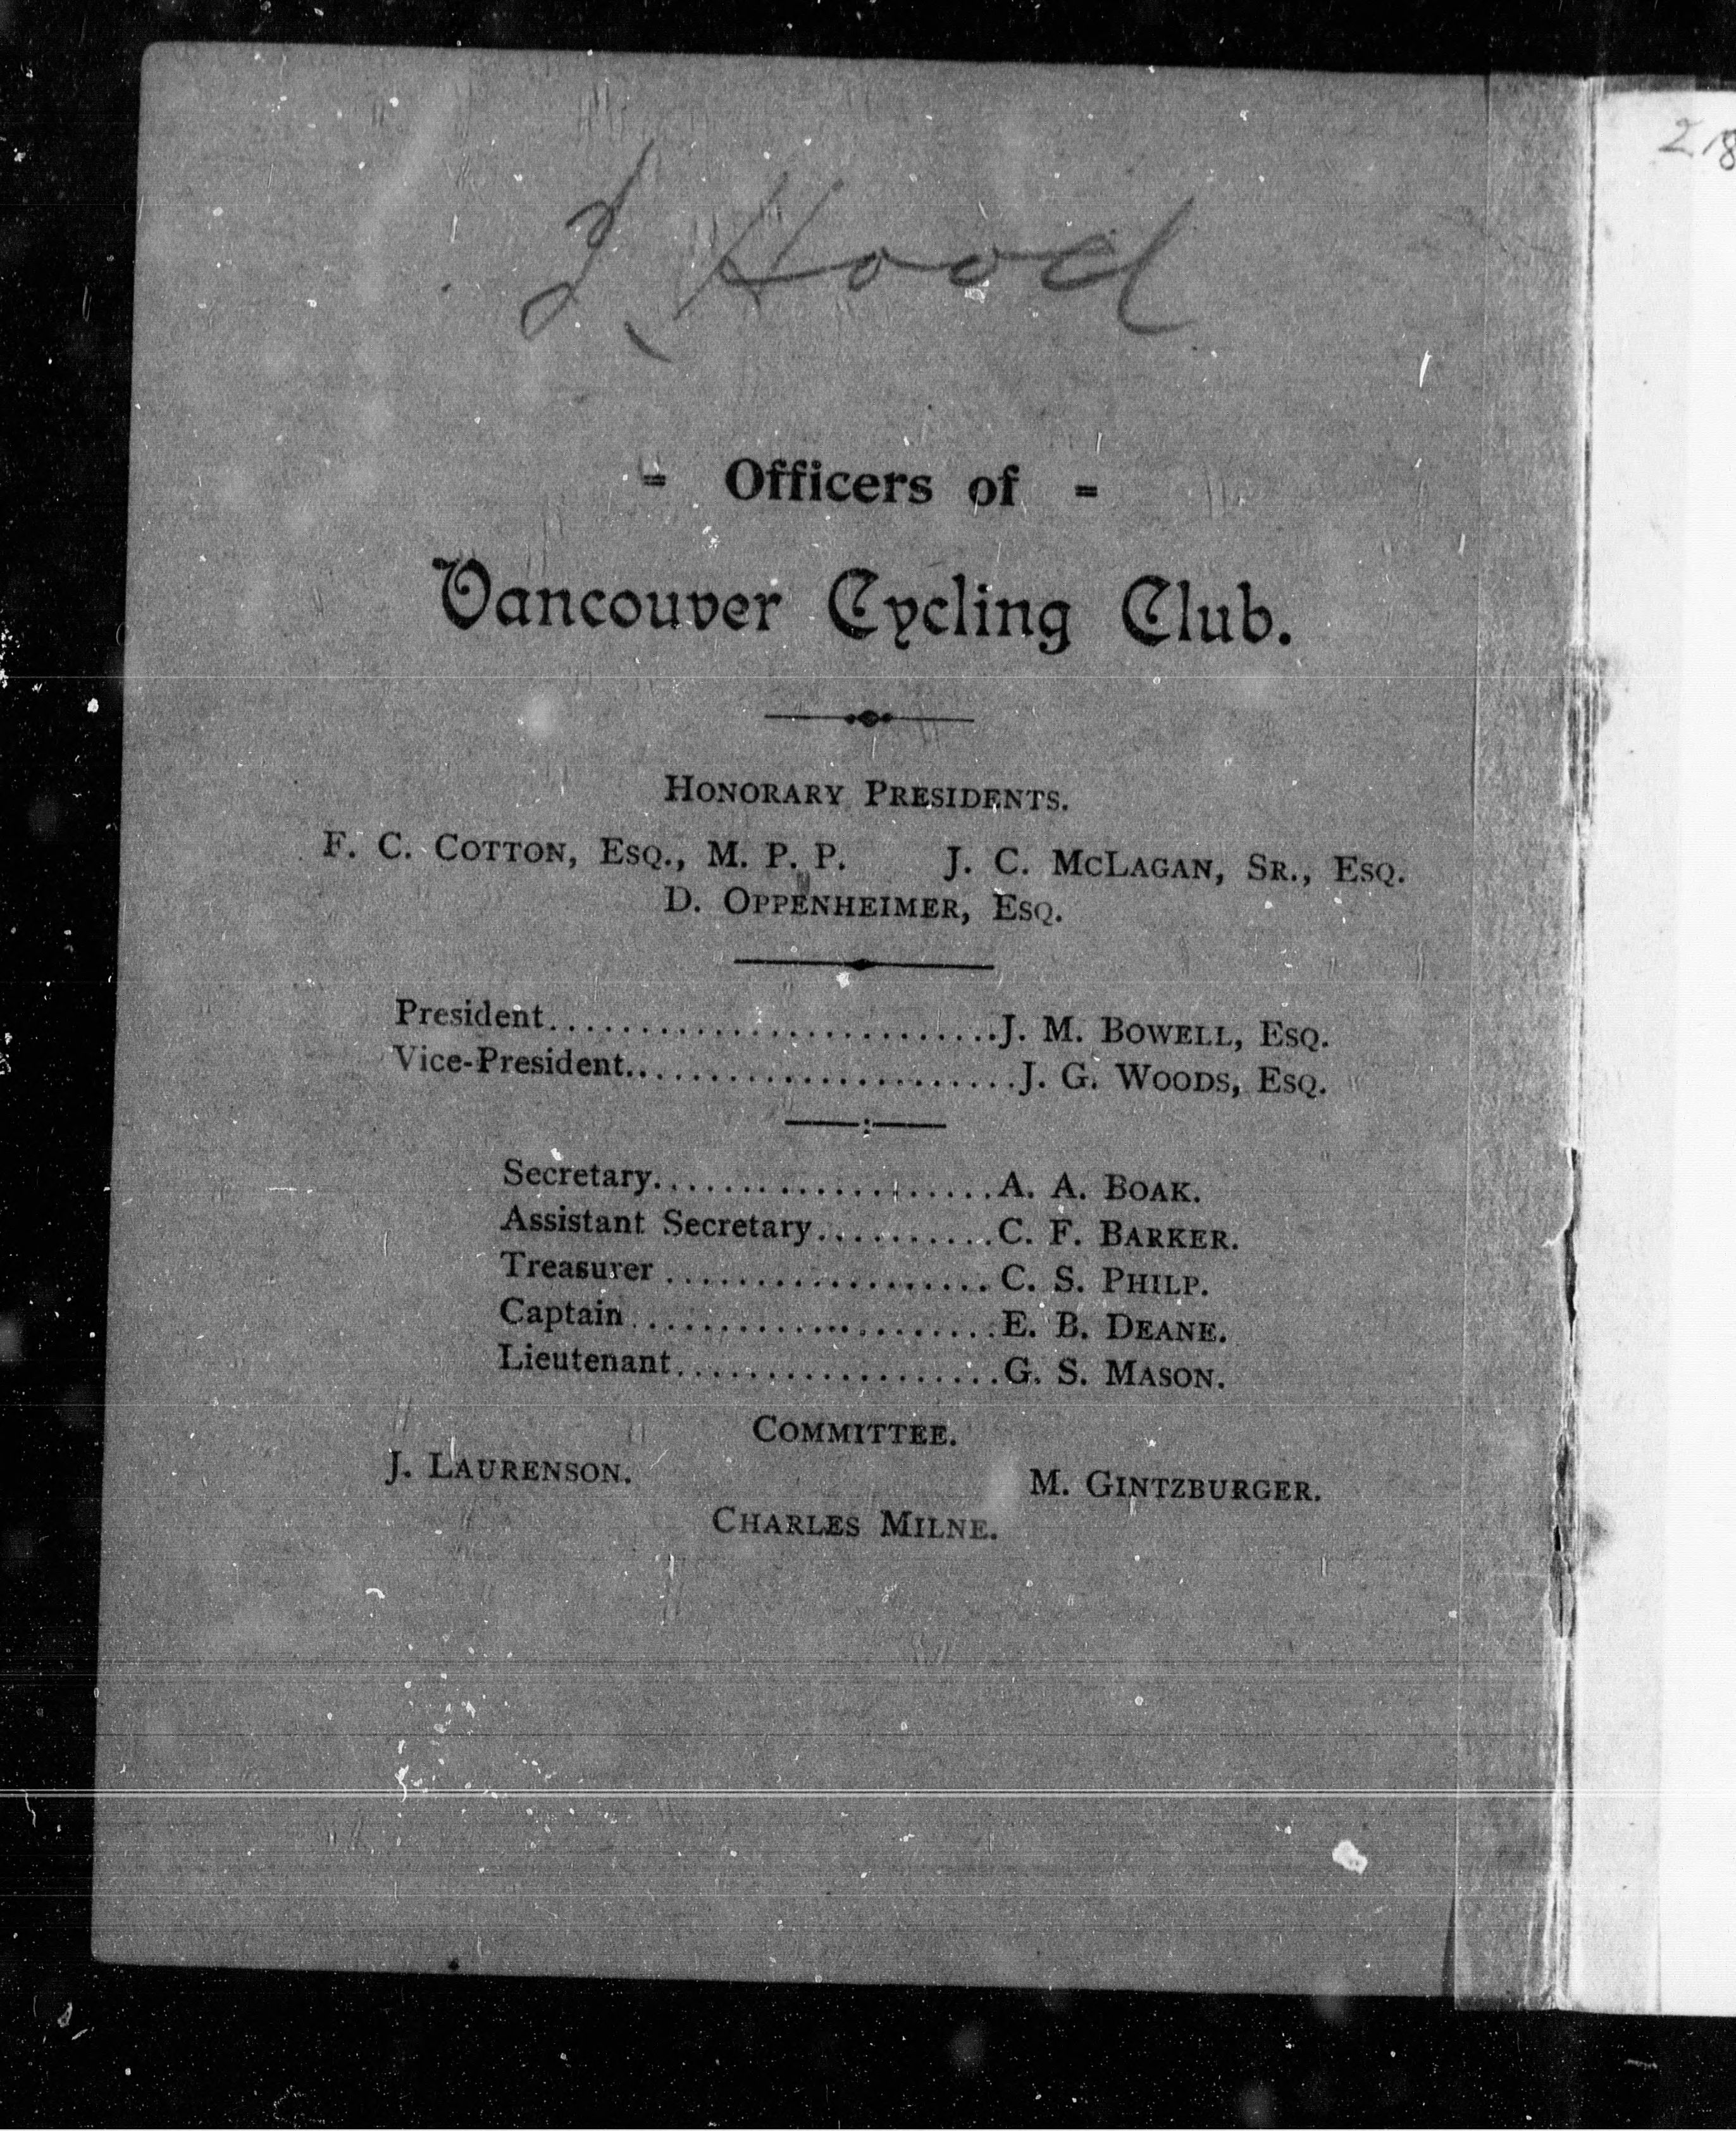 J Hood
= Officers of =
Vancouver Cycling Club.
HONORARY PRESIDENTS.
F. C. COTTON, ESQ., M. P. P. J. C. MCLAGAN, SR., ESQ.
D. OPPENHEIMER, ESQ.
President.........................J. M. BOWELL, ESQ.
Vice-President......................J. G. WOODS, ESQ.
Secretary...................A. A. BOAK.
Assistant Secretary..........C. F. BARKER.
Treasurer ..................C. S. PHILP.
Captain.....................E. B. DEANE.
Lieutenant..................G. S. MASON.
COMMITTEE.
J. LAURENSON. M. GINTZBURGER.
CHARLES MILNE.